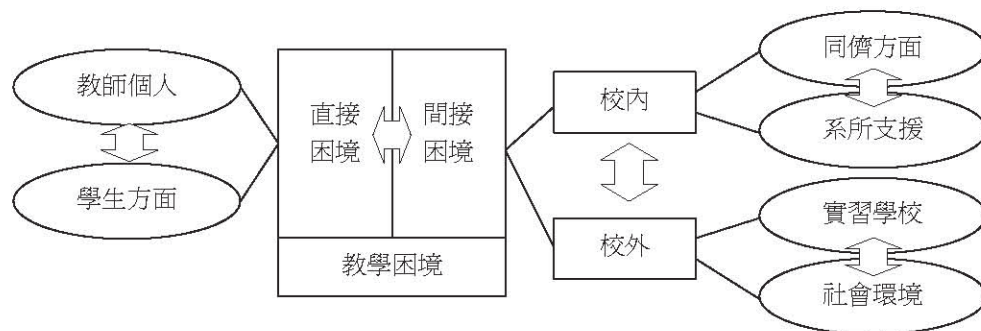 教師個人
學生方面
直接
困境
間接
困境
教學困境
校內
校外
同儕方面
系所支援
實習學校
社會環境